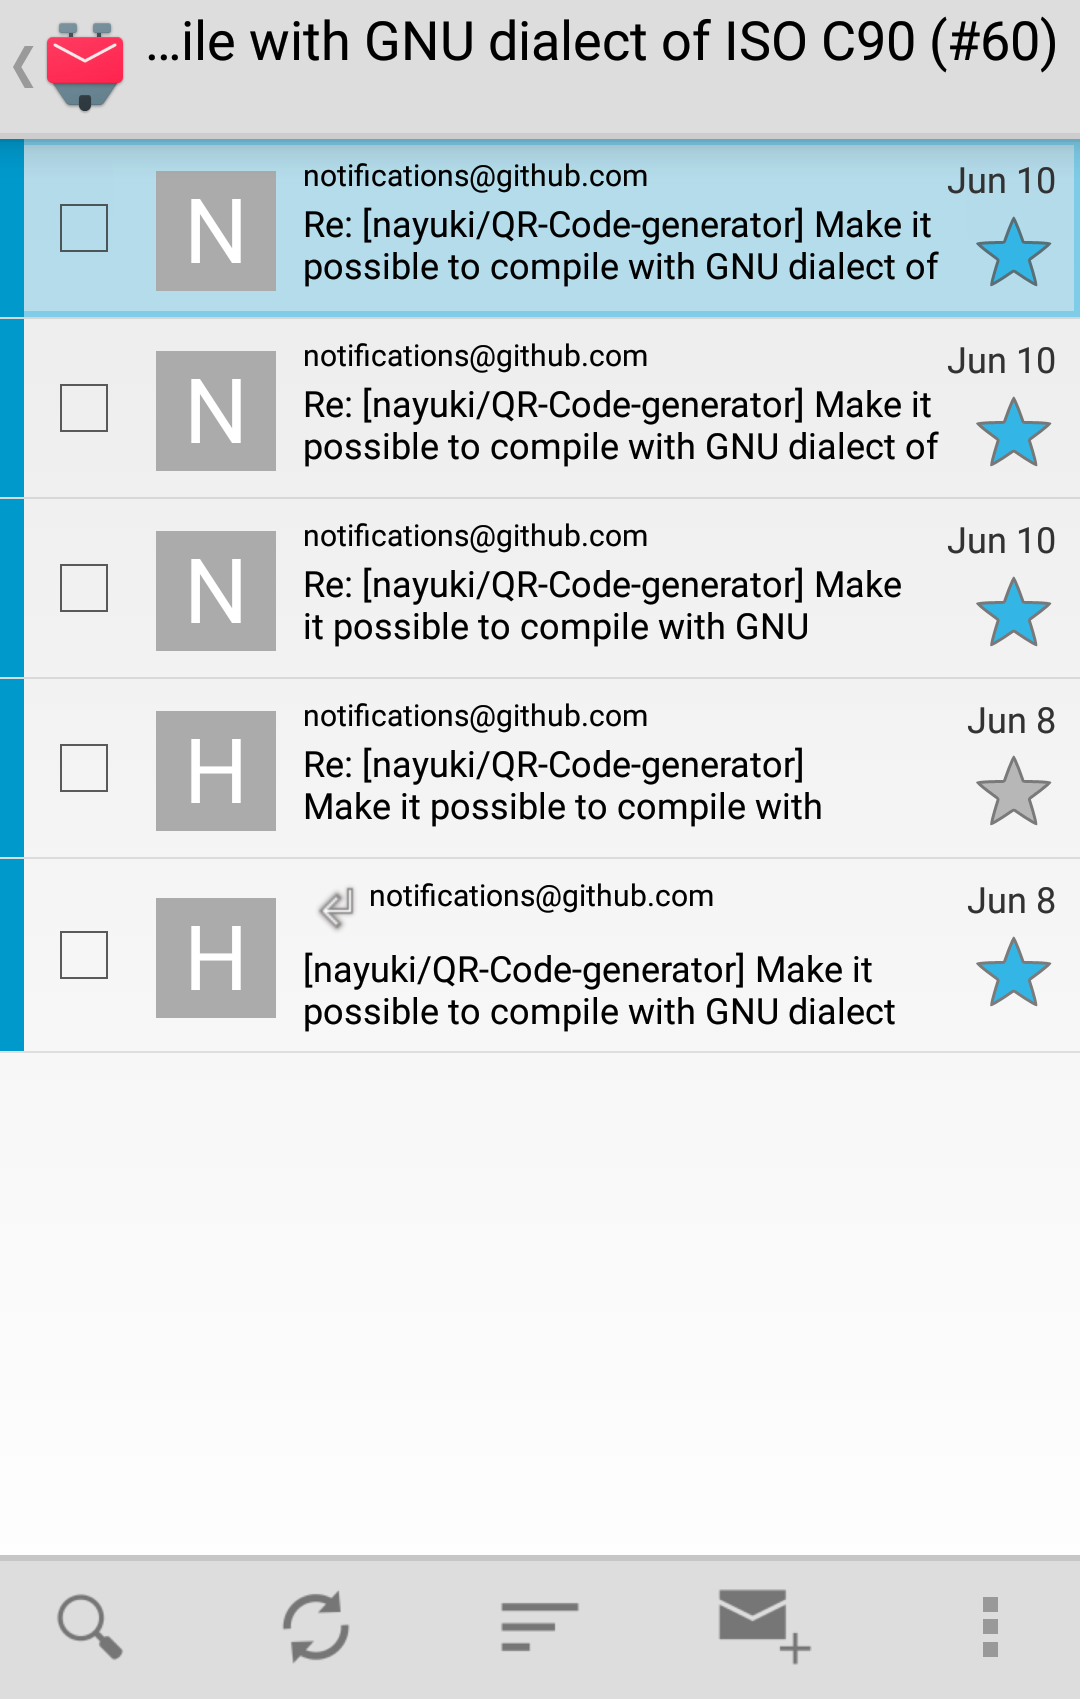 …ile with GNU dialect of ISO C90 (#60)
notifications@github.com
Jun 10
N
Re: [nayuki/QR-Code-generator] Make it
possible to compile with GNU dialect of
notifications@github.com
Jun 10
N
Re: [nayuki/QR-Code-generator] Make it
possible to compile with GNU dialect of
notifications@github.com
Jun 10
N
Re: [nayuki/QR-Code-generator] Make
it possible to compile with GNU
notifications@github.com
Jun 8
H
Re: [nayuki/QR-Code-generator]
Make it possible to compile with
notifications@github.com
Jun 8
H
[nayuki/QR-Code-generator] Make it
possible to compile with GNU dialect